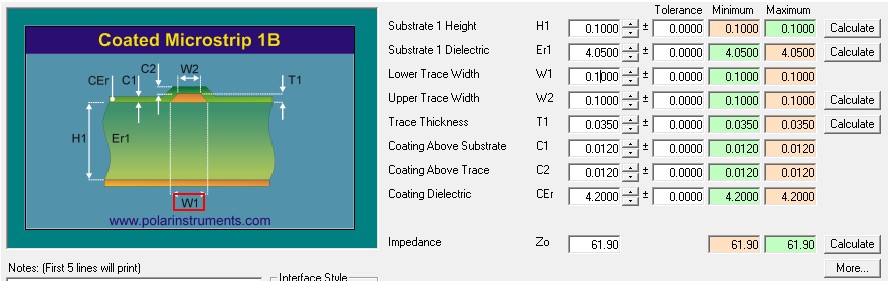 Tolerance Minimum Maximum
Coated Microstrip 1B
C2 W2
CEr C1 T1
H1 Er1
W1
www.polarinstruments.com
Substrate 1 Height H1 0.1000 ± 0.0000 0.1000 0.1000 Calculate
Substrate 1 Dielectric Er1 4.0500 ± 0.0000 4.0500 4.0500 Calculate
Lower Trace Width W1 0.1000 ± 0.0000 0.1000 0.1000
Upper Trace Width W2 0.1000 ± 0.0000 0.1000 0.1000 Calculate
Trace Thickness T1 0.0350 ± 0.0000 0.0350 0.0350 Calculate
Coating Above Substrate C1 0.0120 ± 0.0000 0.0120 0.0120
Coating Above Trace C2 0.0120 ± 0.0000 0.0120 0.0120
Coating Dielectric CEr 4.2000 ± 0.0000 4.2000 4.2000
Impedance Zo 61.90 61.90 61.90 Calculate
More...
Notes: (First 5 lines will print)
Interface Style